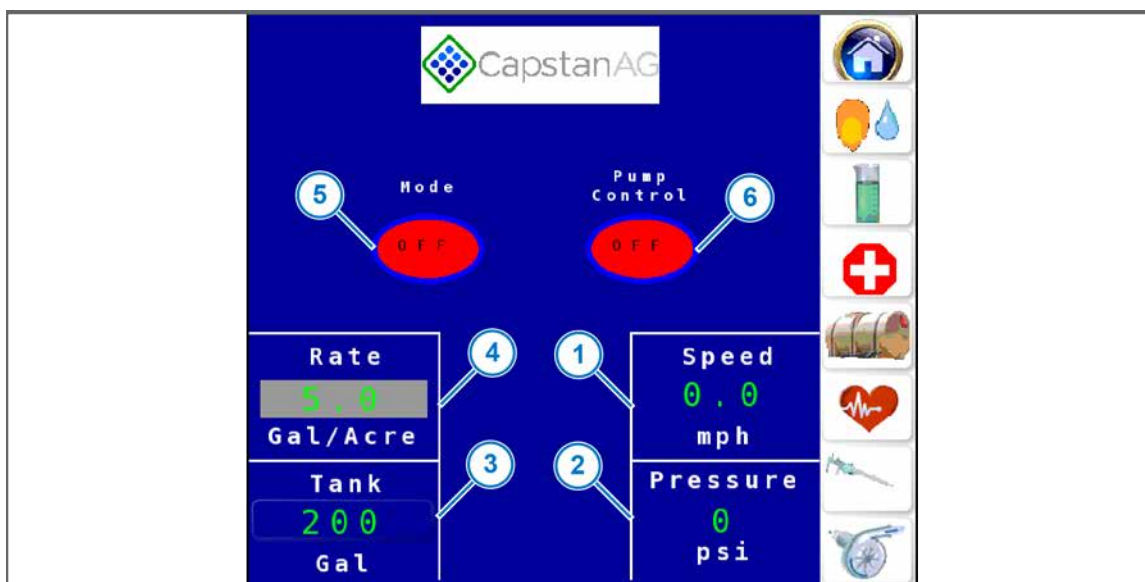 CapstanAG
5
Mode
OFF
Pump
Control
OFF
6
Rate
5.0
Gal/Acre
4
1
Speed
0.0
mph
Tank
200
Gal
3
2
Pressure
0
psi